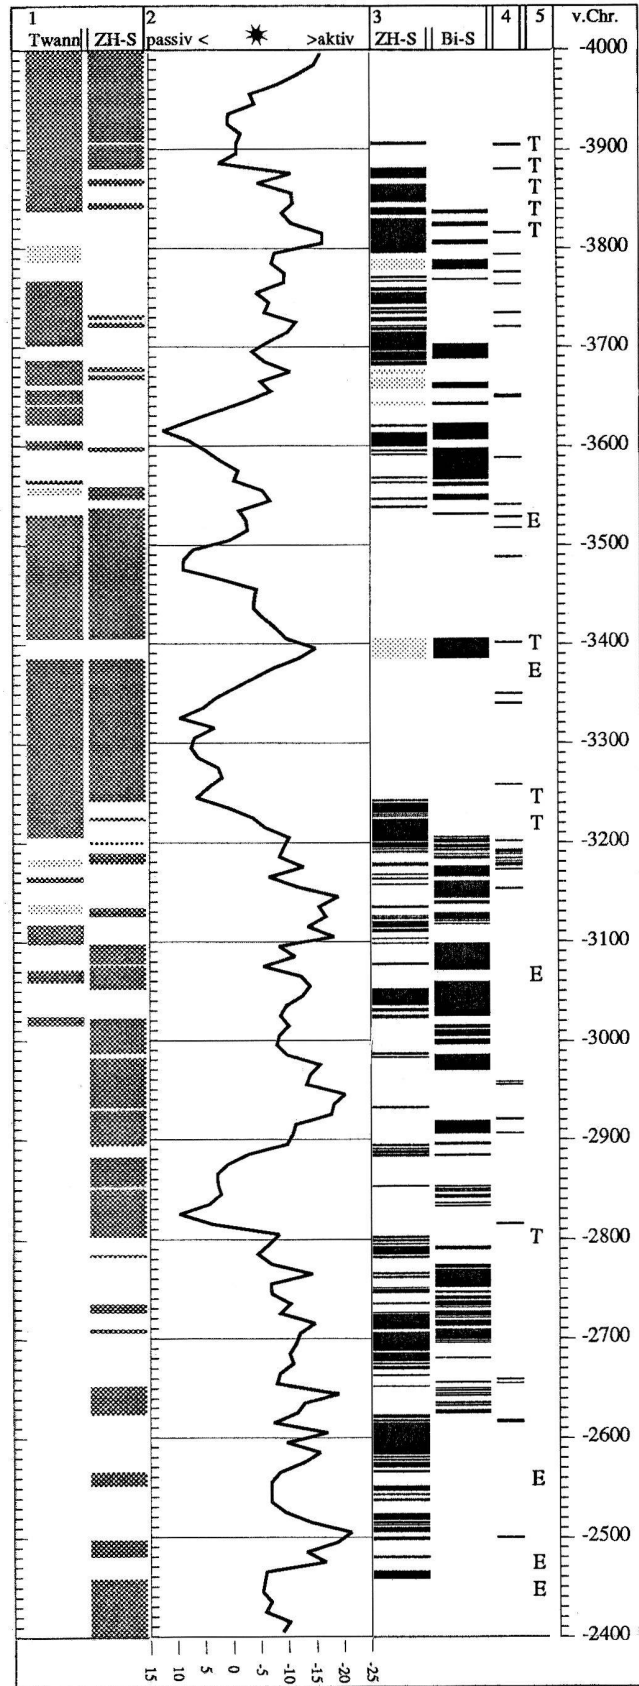 1 2 3 4 5 v.Chr.
Twann ZH-S passiv < >aktiv ZH-S Bi-S
-4000
-3900
T
T
T
T
T
-3800
-3700
-3600
E
-3500
-3400
T
E
-3300
T
T
-3200
-3100
E
-3000
-2900
-2800
T
-2700
-2600
E
-2500
E
E
-2400
15 10 5 0 -5 -10 -15 -20 -25